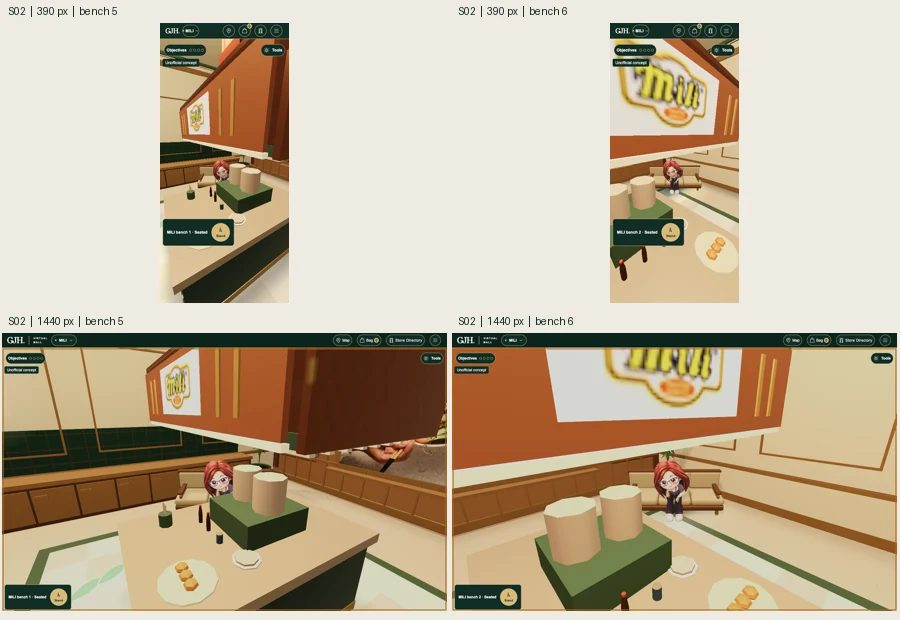 S02 | 390 px | bench 5
S02 | 390 px | bench 6
GJH. MILI
Objectives
Tools
Unofficial concept
MILI bench 1 · Seated
Stand
GJH. MILI
Objectives
Tools
Unofficial concept
mili
MILI bench 2 · Seated
Stand
S02 | 1440 px | bench 5
S02 | 1440 px | bench 6
GJH. VIRTUAL MALL MILI Map Bag Store Directory
Objectives
Tools
Unofficial concept
mili
MILI bench 1 · Seated
Stand
GJH. VIRTUAL MALL MILI Map Bag Store Directory
Objectives
Tools
Unofficial concept
mili
MILI bench 2 · Seated
Stand